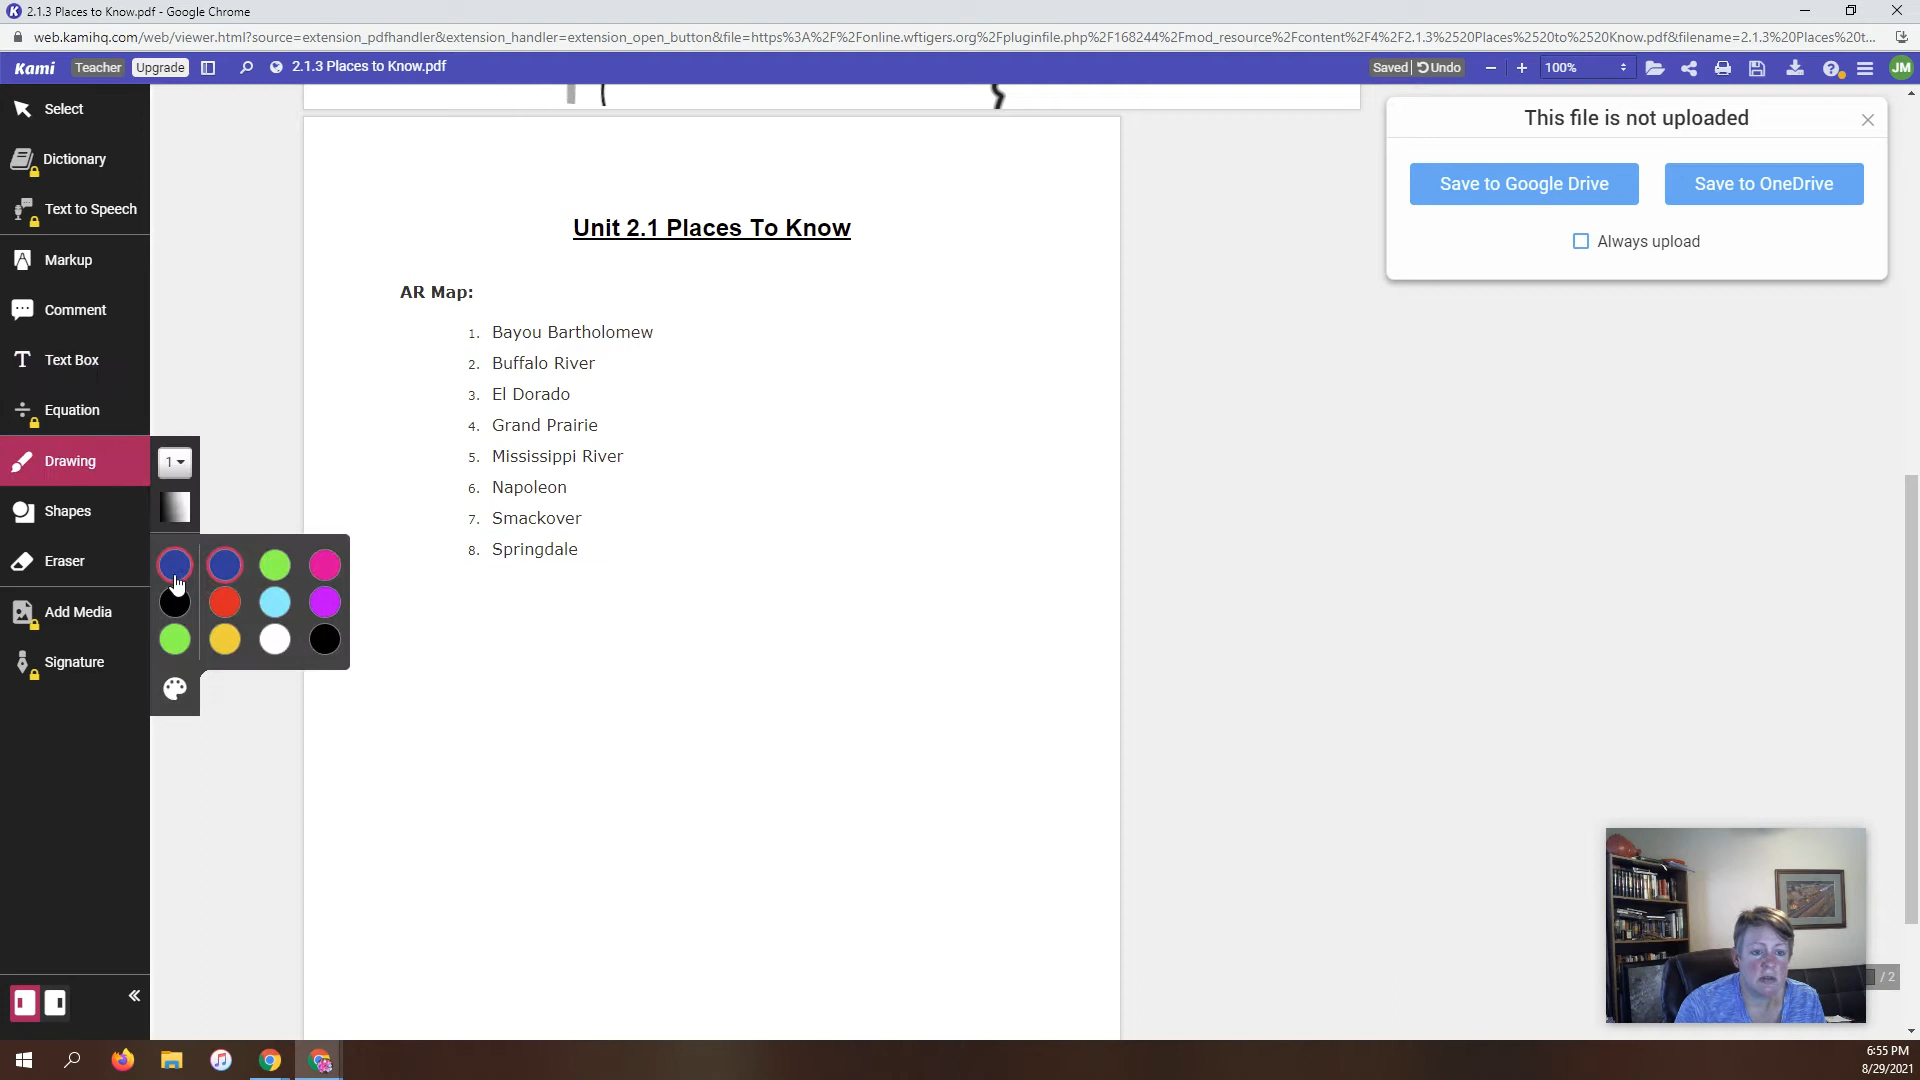 2.1.3 Places to Know.pdf - Google Chrome
web.kamihq.com/web/viewer.html?source=extension_pdfhandler&extension_handler=extension_open_button&file=https%3A%2F%2Fonline.wftigers.org%2Fpluginfile.php%2F168244%2Fmod_resource%2Fcontent%2F4%2F2.1.3%2520Places%2520to%2520Know.pdf&filename=2.1.3%20Places%20t...
Kami Teacher Upgrade 2.1.3 Places to Know.pdf Saved Undo 100% JM
Select
Dictionary
Text to Speech
Markup
Comment
Text Box
Equation
Drawing
1
Shapes
Eraser
Add Media
Signature
Unit 2.1 Places To Know
AR Map:
1. Bayou Bartholomew
2. Buffalo River
3. El Dorado
4. Grand Prairie
5. Mississippi River
6. Napoleon
7. Smackover
8. Springdale
This file is not uploaded
Save to Google Drive Save to OneDrive
Always upload
/ 2
6:55 PM
8/29/2021